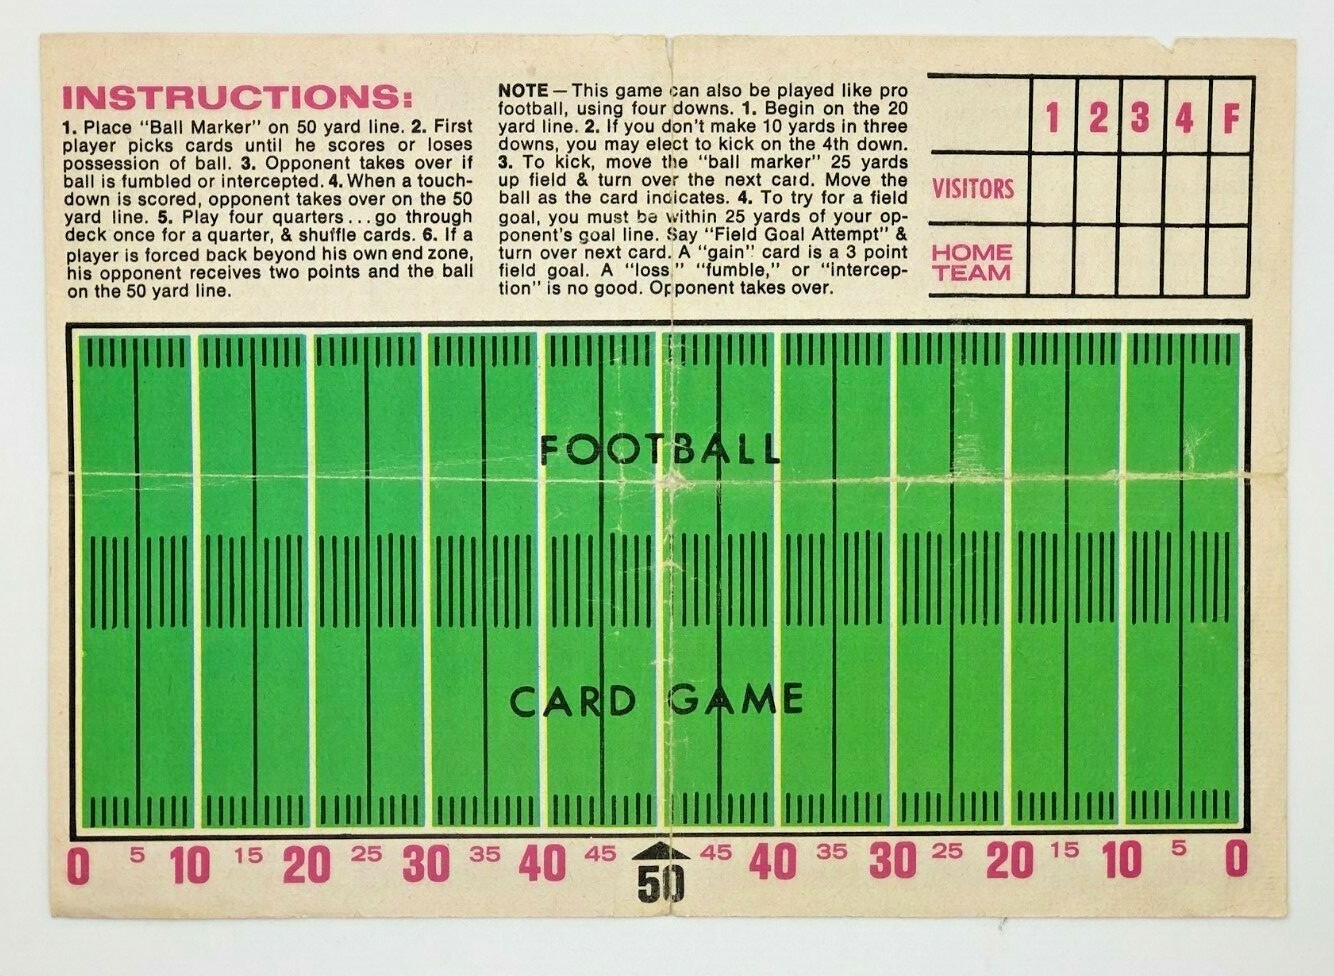 INSTRUCTIONS:
1. Place "Ball Marker" on 50 yard line. 2. First
player picks cards until he scores or loses
possession of ball. 3. Opponent takes over if
ball is fumbled or intercepted. 4. When a touch-
down is scored, opponent takes over on the 50
yard line. 5. Play four quarters...go through
deck once for a quarter, & shuffle cards. 6. If a
player is forced back beyond his own end zone,
his opponent receives two points and the ball
on the 50 yard line.
NOTE — This game can also be played like pro
football, using four downs. 1. Begin on the 20
yard line. 2. If you don't make 10 yards in three
downs, you may elect to kick on the 4th down.
3. To kick, move the "ball marker" 25 yards
up field & turn over the next card. Move the
ball as the card indicates. 4. To try for a field
goal, you must be within 25 yards of your op-
ponent's goal line. Say "Field Goal Attempt" &
turn over next card. A "gain" card is a 3 point
field goal. A "loss," "fumble," or "intercep-
tion" is no good. Opponent takes over.
1 2 3 4 F
VISITORS
HOME
TEAM
FOOTBALL
CARD GAME
0 5 10 15 20 25 30 35 40 45 50 45 40 35 30 25 20 15 10 5 0